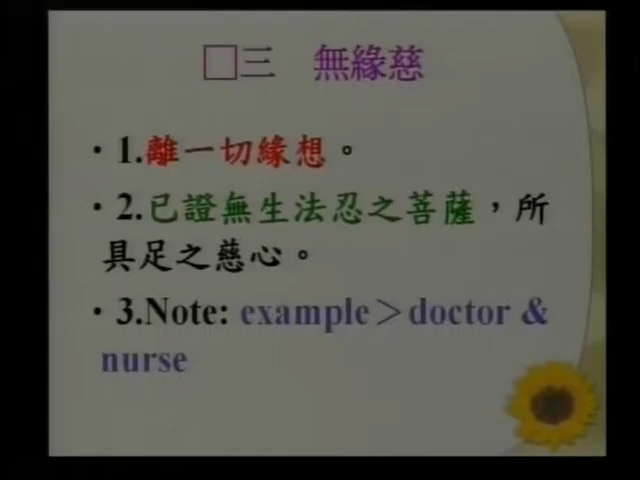 □三 無緣慈
• 1.離一切緣想。
• 2.已證無生法忍之菩薩，所
具足之慈心。
• 3.Note: example＞doctor &
nurse